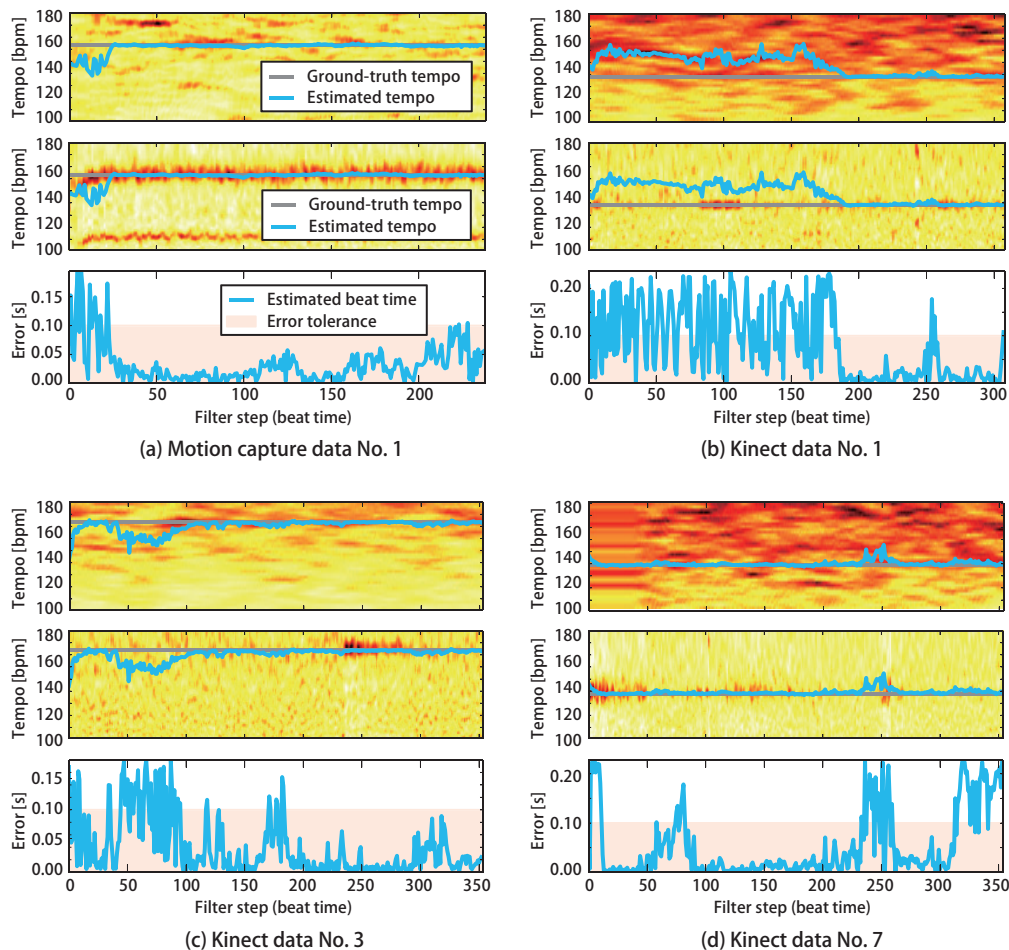 Tempo [bpm]
180
160
140
120
100
Ground-truth tempo
Estimated tempo
Tempo [bpm]
180
160
140
120
100
Ground-truth tempo
Estimated tempo
Error [s]
0.15
0.10
0.05
0.00
Estimated beat time
Error tolerance
0 50 100 150 200
Filter step (beat time)
(a) Motion capture data No. 1
Tempo [bpm]
180
160
140
120
100
Tempo [bpm]
180
160
140
120
100
Error [s]
0.20
0.10
0.00
0 50 100 150 200 250 300
Filter step (beat time)
(b) Kinect data No. 1
Tempo [bpm]
180
160
140
120
100
Tempo [bpm]
180
160
140
120
100
Error [s]
0.15
0.10
0.05
0.00
0 50 100 150 200 250 300 350
Filter step (beat time)
(c) Kinect data No. 3
Tempo [bpm]
180
160
140
120
100
Tempo [bpm]
180
160
140
120
100
Error [s]
0.20
0.10
0.00
0 50 100 150 200 250 300 350
Filter step (beat time)
(d) Kinect data No. 7